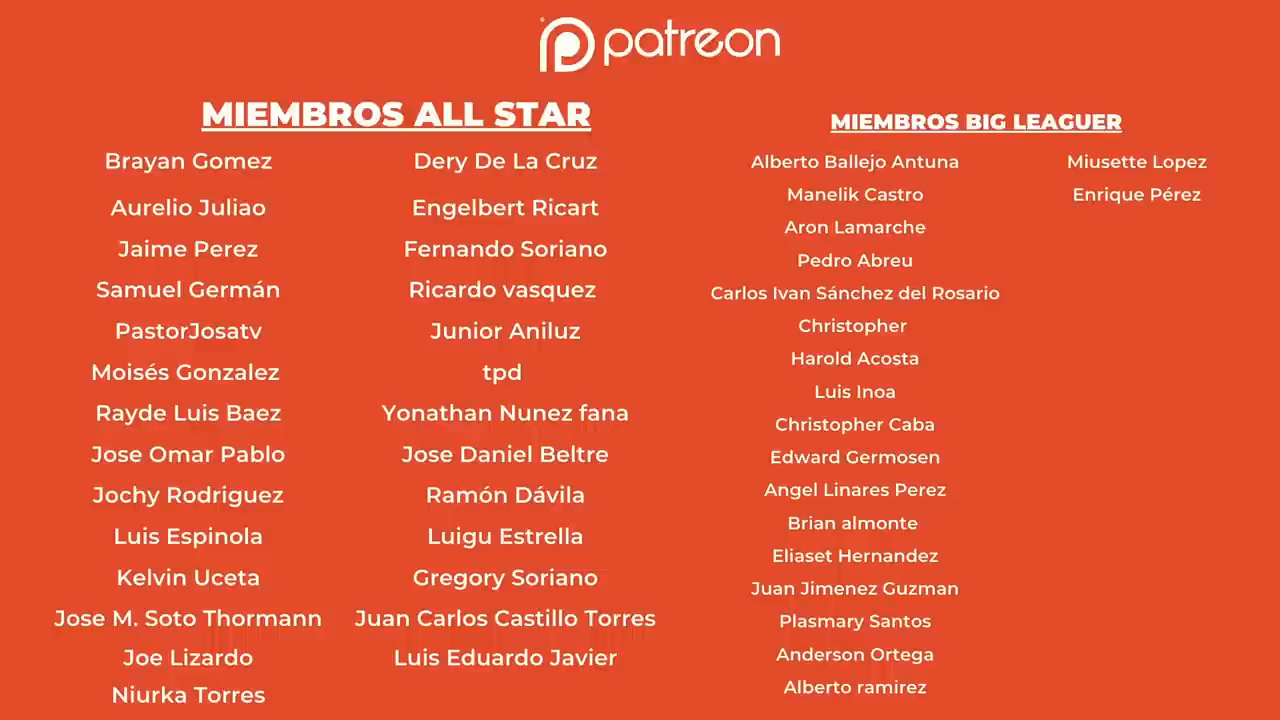 patreon
MIEMBROS ALL STAR
Brayan Gomez
Aurelio Juliao
Jaime Perez
Samuel Germán
PastorJosatv
Moisés Gonzalez
Rayde Luis Baez
Jose Omar Pablo
Jochy Rodriguez
Luis Espinola
Kelvin Uceta
Jose M. Soto Thormann
Joe Lizardo
Niurka Torres
Dery De La Cruz
Engelbert Ricart
Fernando Soriano
Ricardo vasquez
Junior Aniluz
tpd
Yonathan Nunez fana
Jose Daniel Beltre
Ramón Dávila
Luigu Estrella
Gregory Soriano
Juan Carlos Castillo Torres
Luis Eduardo Javier
MIEMBROS BIG LEAGUER
Alberto Ballejo Antuna
Manelik Castro
Aron Lamarche
Pedro Abreu
Carlos Ivan Sánchez del Rosario
Christopher
Harold Acosta
Luis Inoa
Christopher Caba
Edward Germosen
Angel Linares Perez
Brian almonte
Eliaset Hernandez
Juan Jimenez Guzman
Plasmary Santos
Anderson Ortega
Alberto ramirez
Miusette Lopez
Enrique Pérez